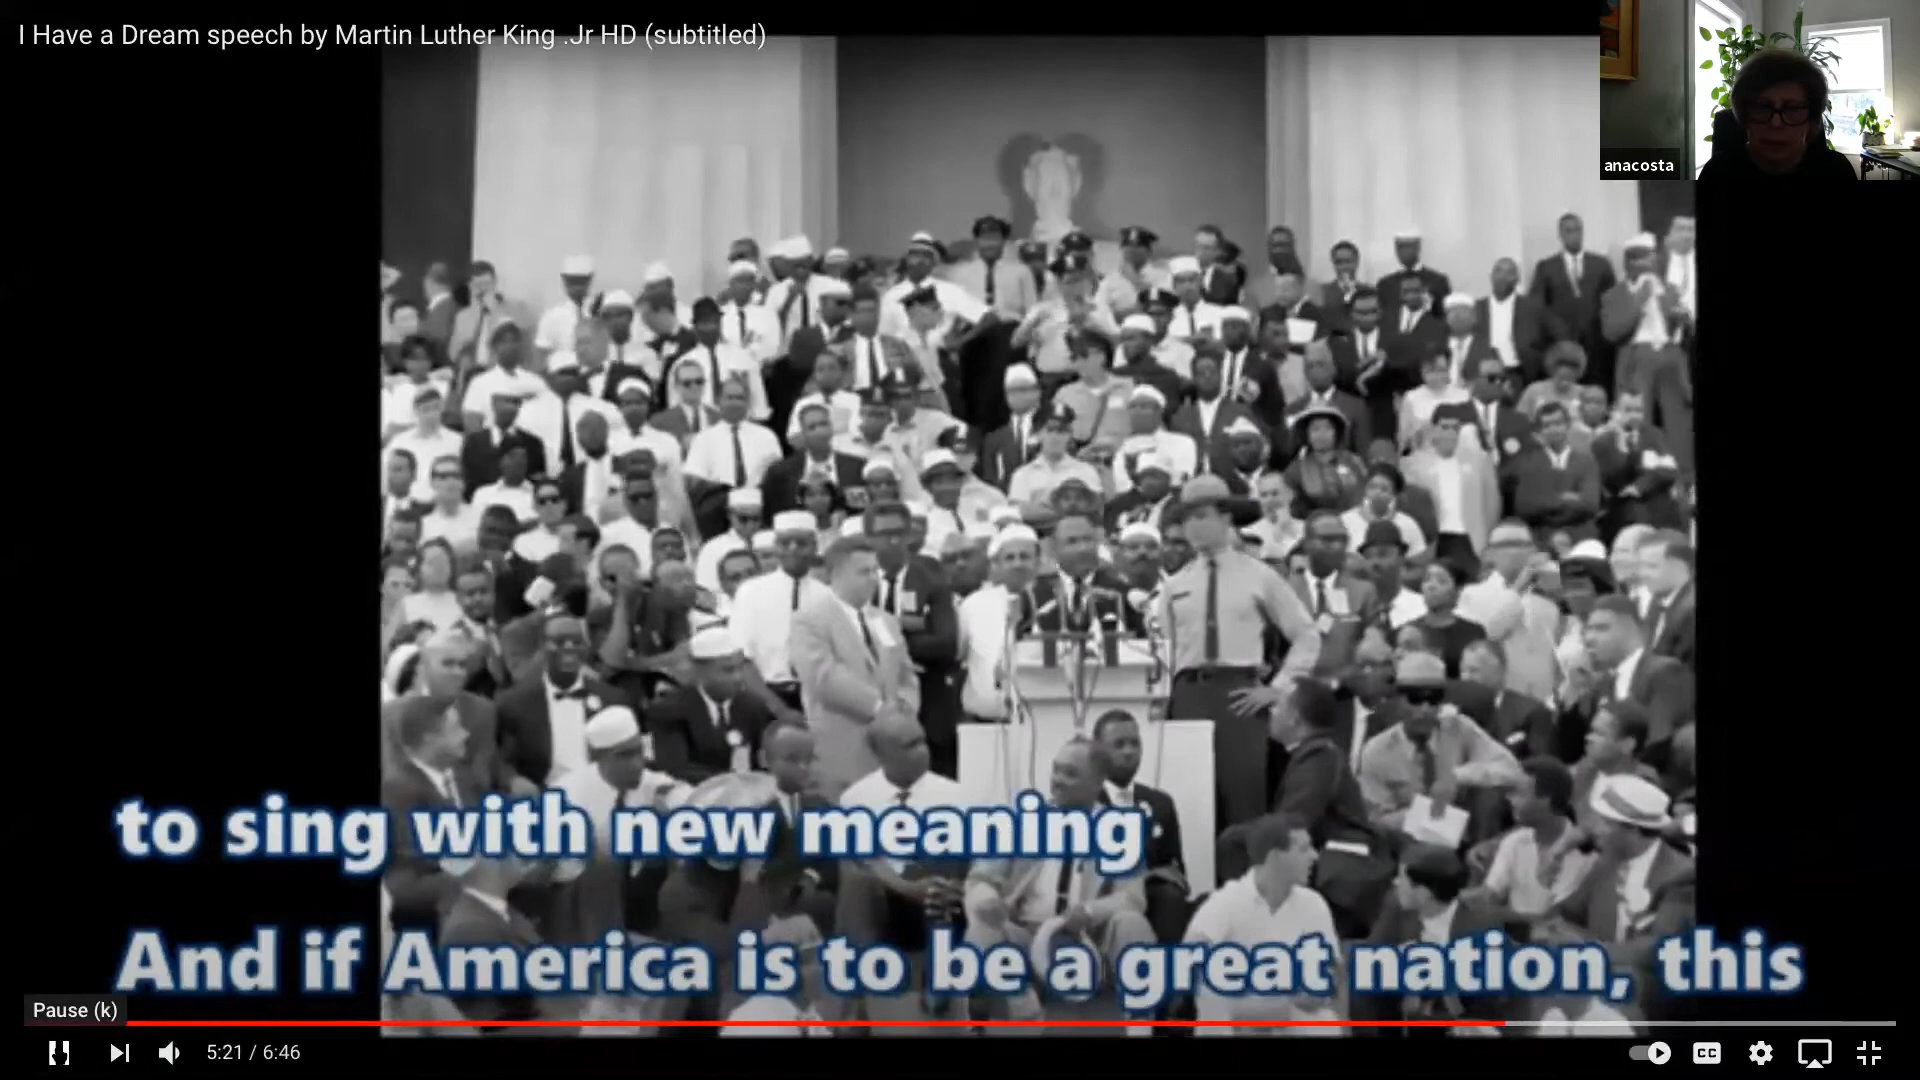 I Have a Dream speech by Martin Luther King .Jr HD (subtitled)
anacosta
to sing with new meaning
And if America is to be a great nation, this
Pause (k)
5:21 / 6:46
CC